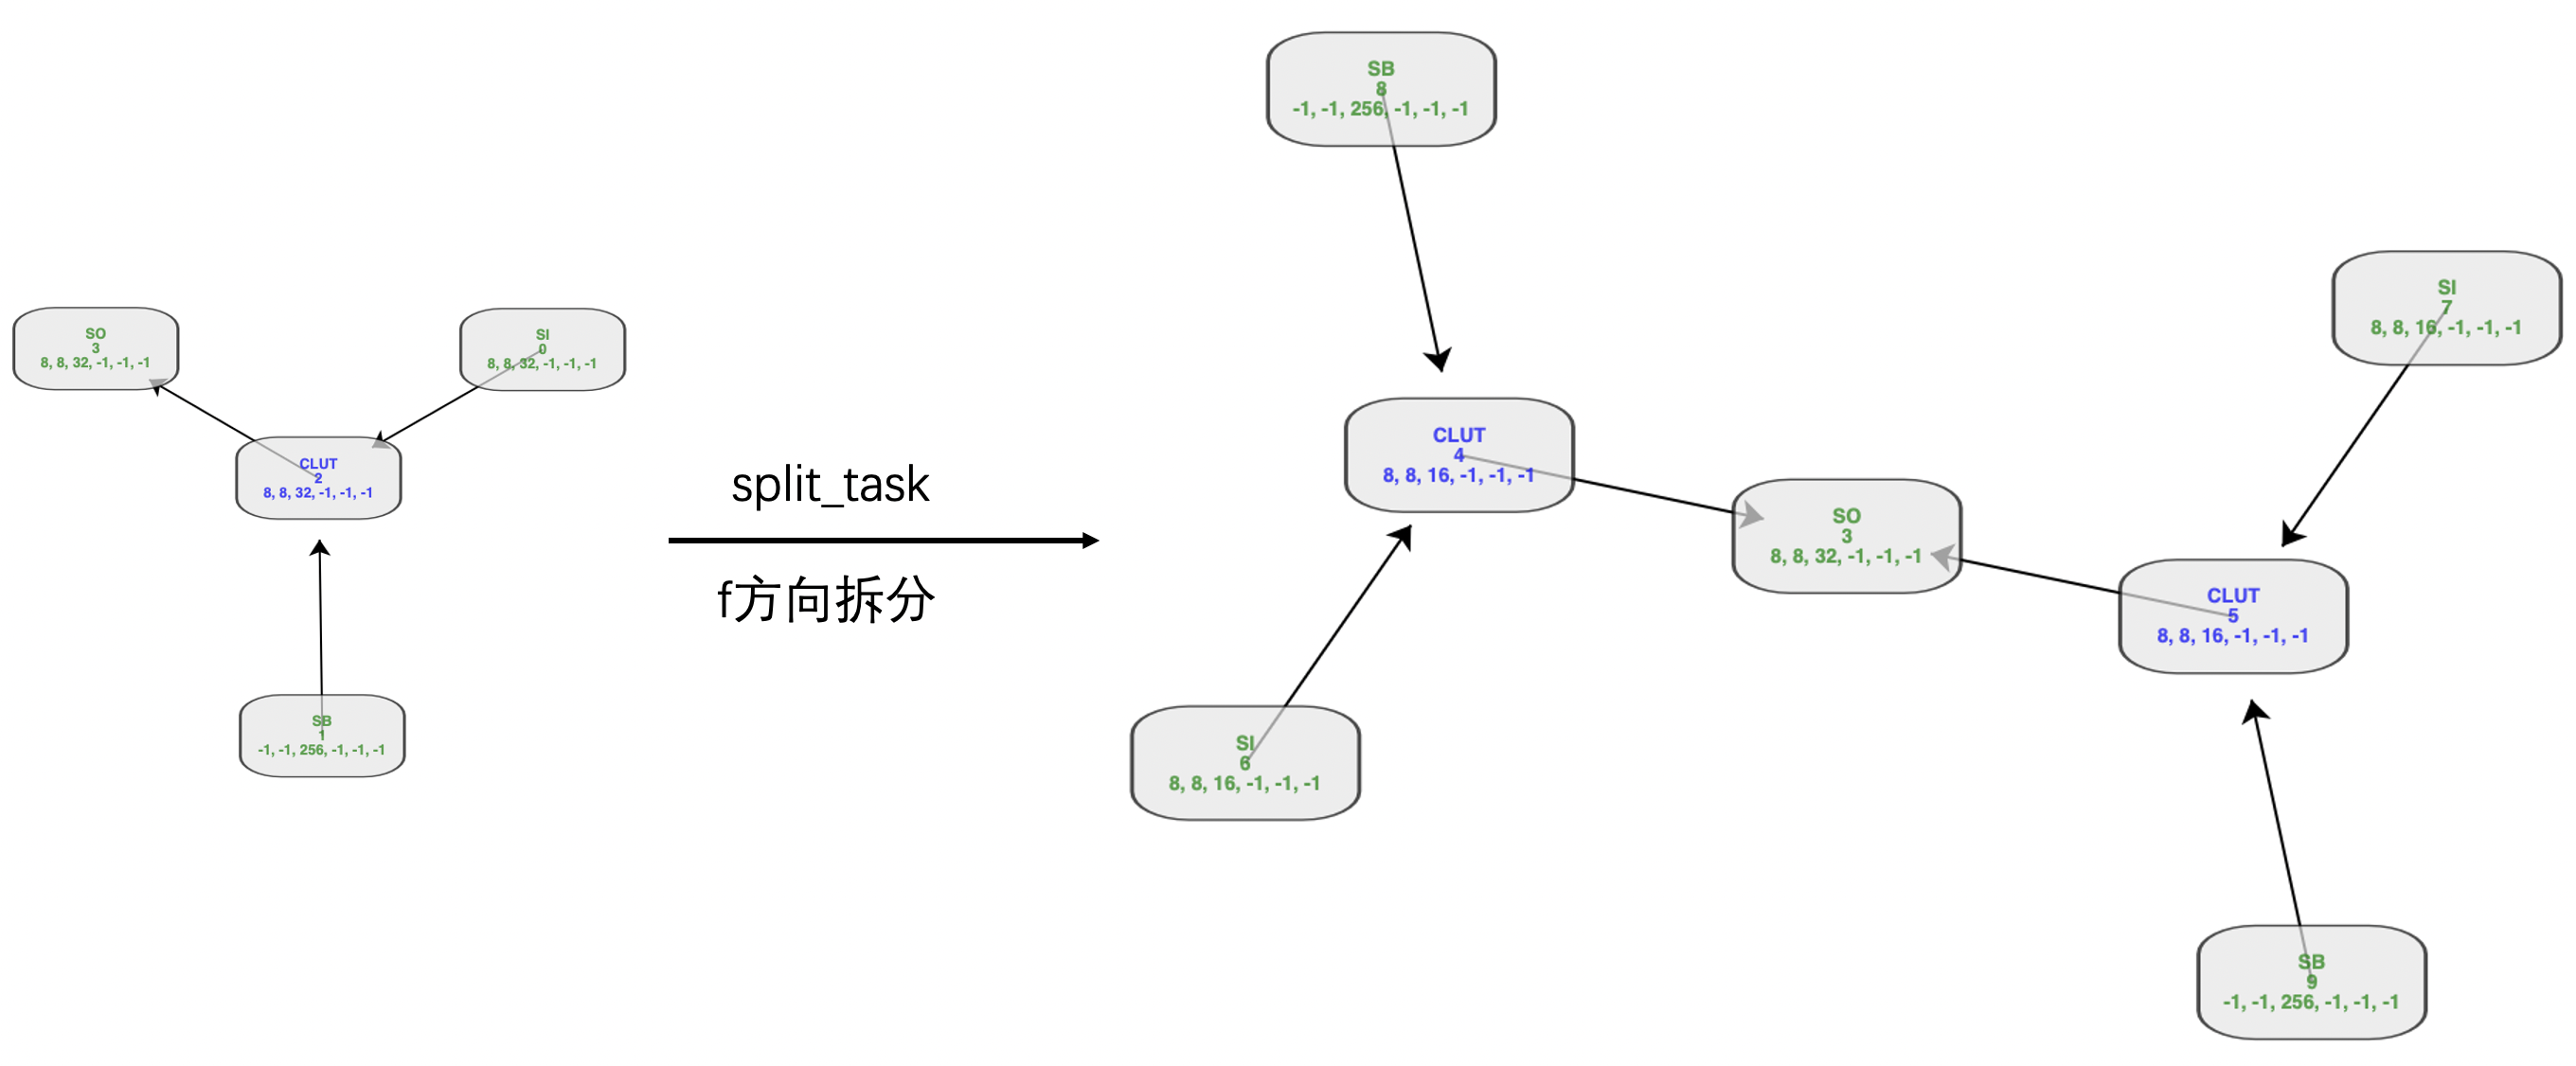 SO
3
8, 8, 32, -1, -1, -1
SI
0
8, 8, 32, -1, -1, -1
CLUT
2
8, 8, 32, -1, -1, -1
SB
1
-1, -1, 256, -1, -1, -1
split_task
f方向拆分
SB
8
-1, -1, 256, -1, -1, -1
SI
7
8, 8, 16, -1, -1, -1
CLUT
4
8, 8, 16, -1, -1, -1
SO
3
8, 8, 32, -1, -1, -1
CLUT
5
8, 8, 16, -1, -1, -1
SI
6
8, 8, 16, -1, -1, -1
SB
9
-1, -1, 256, -1, -1, -1